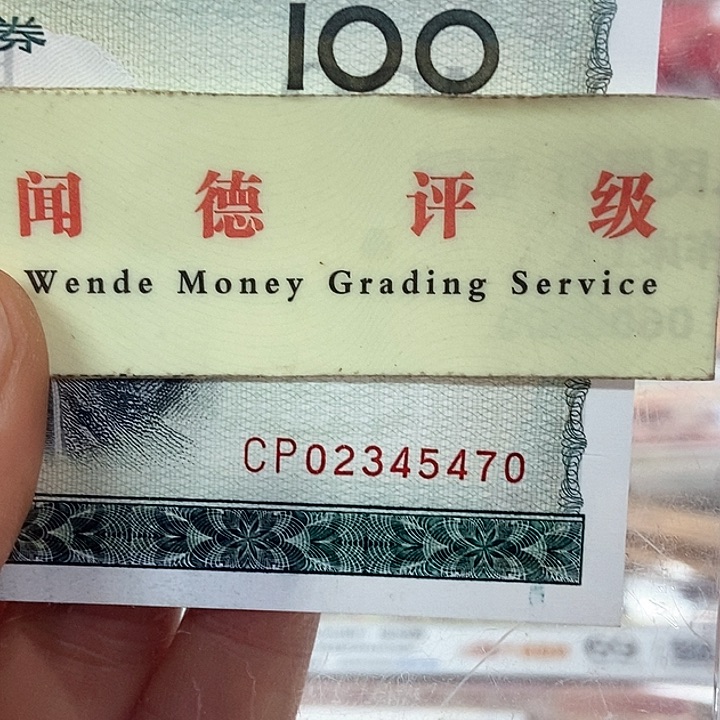 券
100
闻德评级
Wende Money Grading Service
CP02345470